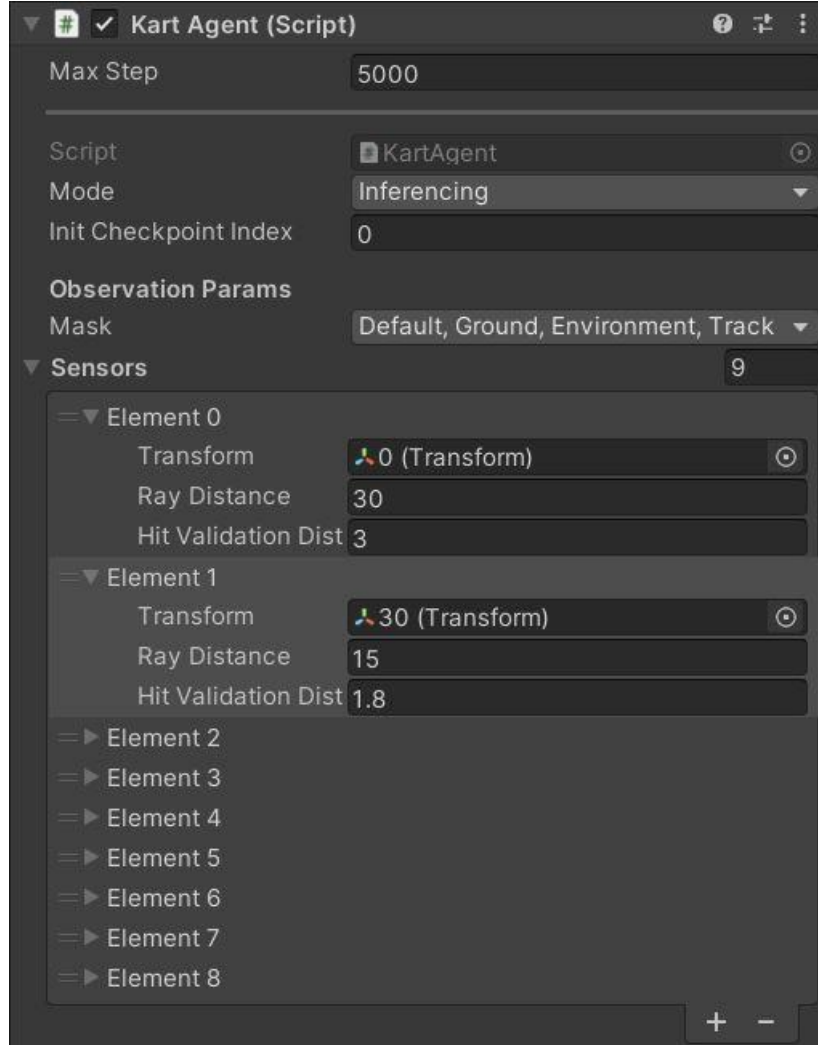 Kart Agent (Script)
Max Step 5000
Script KartAgent
Mode Inferencing
Init Checkpoint Index 0
Observation Params
Mask Default, Ground, Environment, Track
Sensors 9
Element 0
Transform 0 (Transform)
Ray Distance 30
Hit Validation Dist 3
Element 1
Transform 30 (Transform)
Ray Distance 15
Hit Validation Dist 1.8
Element 2
Element 3
Element 4
Element 5
Element 6
Element 7
Element 8